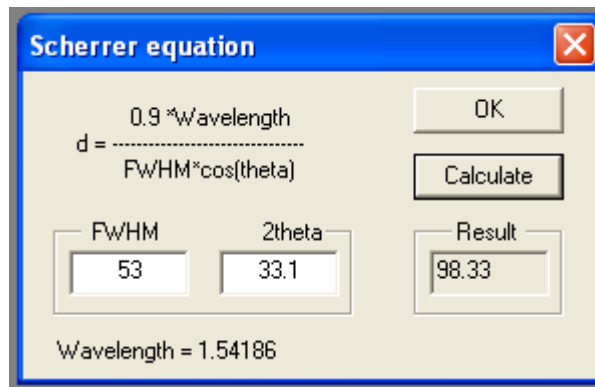 Scherrer equation
0.9 *Wavelength
d = ------------------------------
FWHM*cos(theta)
OK
Calculate
FWHM 2theta Result
53 33.1 98.33
Wavelength = 1.54186